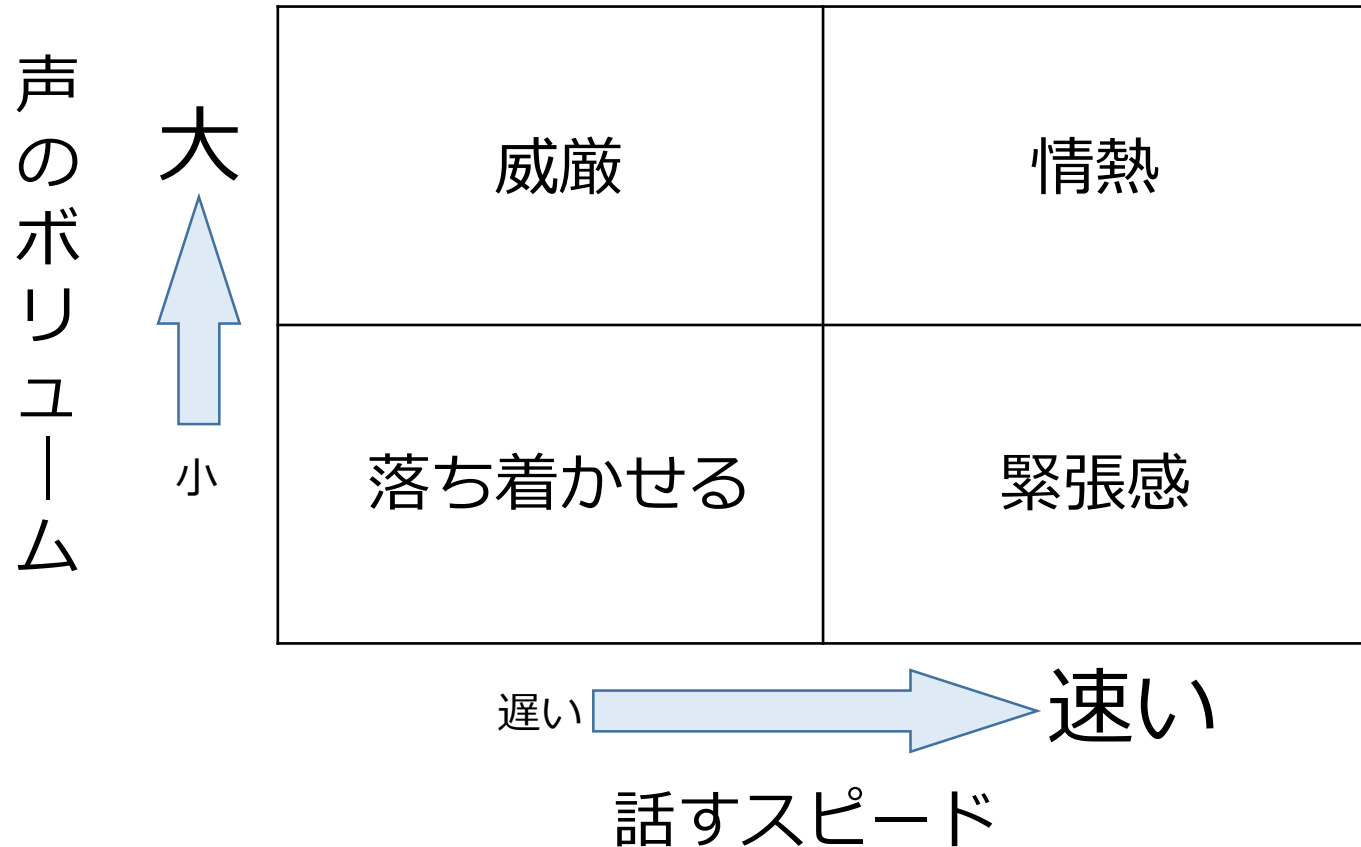 声のボリューム
大
小
威厳
情熱
落ち着かせる
緊張感
遅い
速い
話すスピード